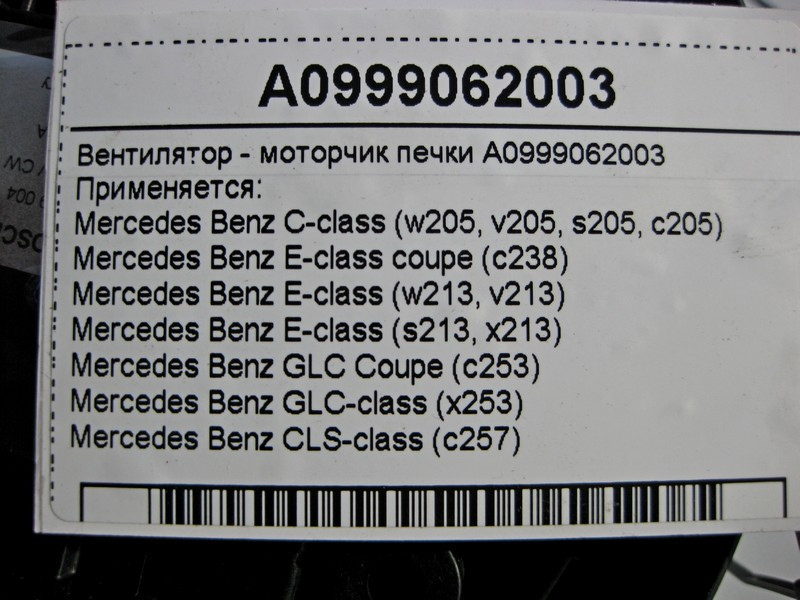 A0999062003
Вентилятор - моторчик печки A0999062003
Применяется:
Mercedes Benz C-class (w205, v205, s205, c205)
Mercedes Benz E-class coupe (c238)
Mercedes Benz E-class (w213, v213)
Mercedes Benz E-class (s213, x213)
Mercedes Benz GLC Coupe (c253)
Mercedes Benz GLC-class (x253)
Mercedes Benz CLS-class (c257)